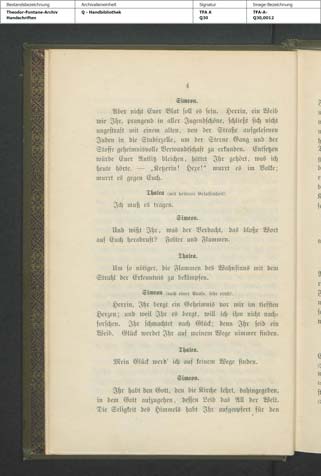 Bestandsbezeichnung Archivalieneinheit Signatur Image-Bezeichnung
Theodor-Fontane-Archiv Q - Handbibliothek TFA A TFA-A-
Handschriften Q30 Q30,0012
4
Simeon.
Aber nicht Euer Blut soll es sein. Herrin, ein Weib
wie Ihr, prangend in aller Jugendschöne, schließt sich nicht
ungestraft mit einem alten, von der Straße aufgelesenen
Juden in die Studierzelle, um der Sterne Gang und der
Stoffe geheimnisvolle Verwandtschaft zu erkunden. Entsetzen
würde Euer Antlitz bleichen, hättet Ihr gehört, was ich
heute hörte. — „Ketzerin! Hexe!“ murrt es im Volke;
murrt es gegen Euch.
Thalea
Ich muß es tragen.
Simeon.
Und wißt Ihr, was der Verdacht, das bloße Wort
auf Euch herabruft? Folter und Flammen.
Thalea.
Um so nötiger, die Flammen des Wahnsinns mit dem
Strahl der Erkenntnis zu bekämpfen.
Simeon (nach einer Pause, sehr ernst).
Herrin, Ihr bergt ein Geheimnis vor mir im tiefsten
Herzen; und weil Ihr es bergt, will ich ihm nicht nach-
forschen. Ihr schmachtet nach Glück; denn Ihr seid ein
Weib. Glück werdet Ihr auf meinem Wege nimmer finden.
Thalea.
Mein Glück werd' ich auf keinem Wege finden.
Simeon.
Ihr habt den Gott, den die Kirche lehrt, dahingegeben,
in dem Gott aufzugehen, dessen Leib das All der Welt.
Die Seligkeit des Himmels habt Ihr aufgeopfert für den